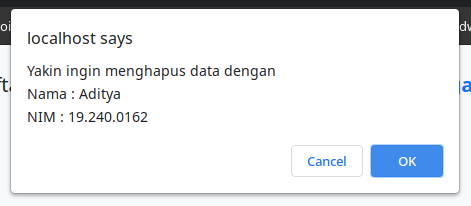 localhost says
Yakin ingin menghapus data dengan
Nama : Aditya
NIM : 19.240.0162
Cancel
OK